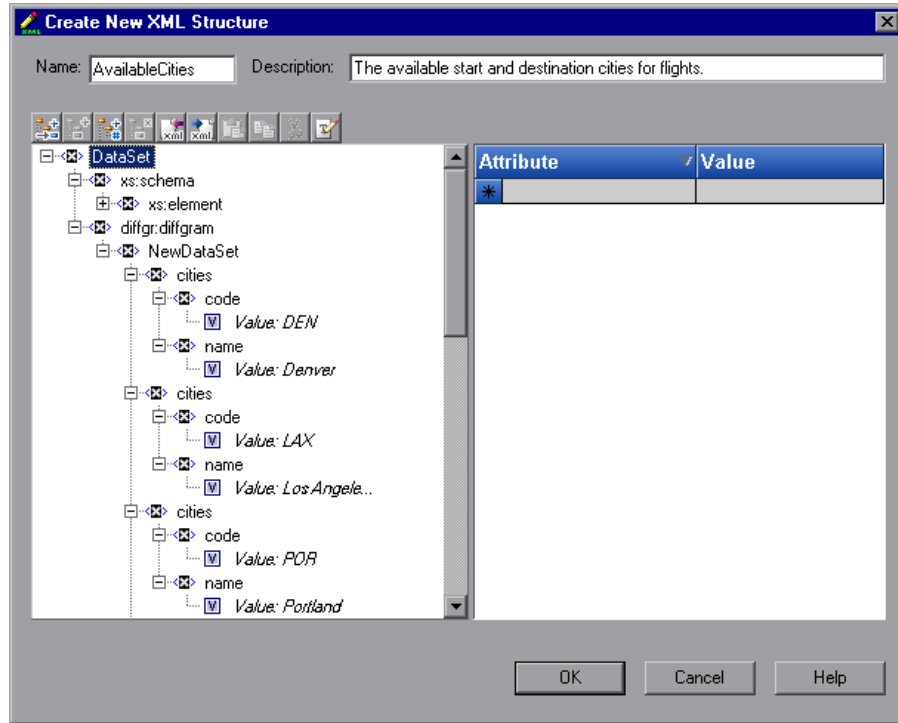 Create New XML Structure
Name: AvailableCities Description: The available start and destination cities for flights.
DataSet
xs:schema
xs:element
diffgr:diffgram
NewDataSet
cities
code
Value: DEN
name
Value: Denver
cities
code
Value: LAX
name
Value: Los Angele...
cities
code
Value: POR
name
Value: Portland
Attribute Value
OK Cancel Help